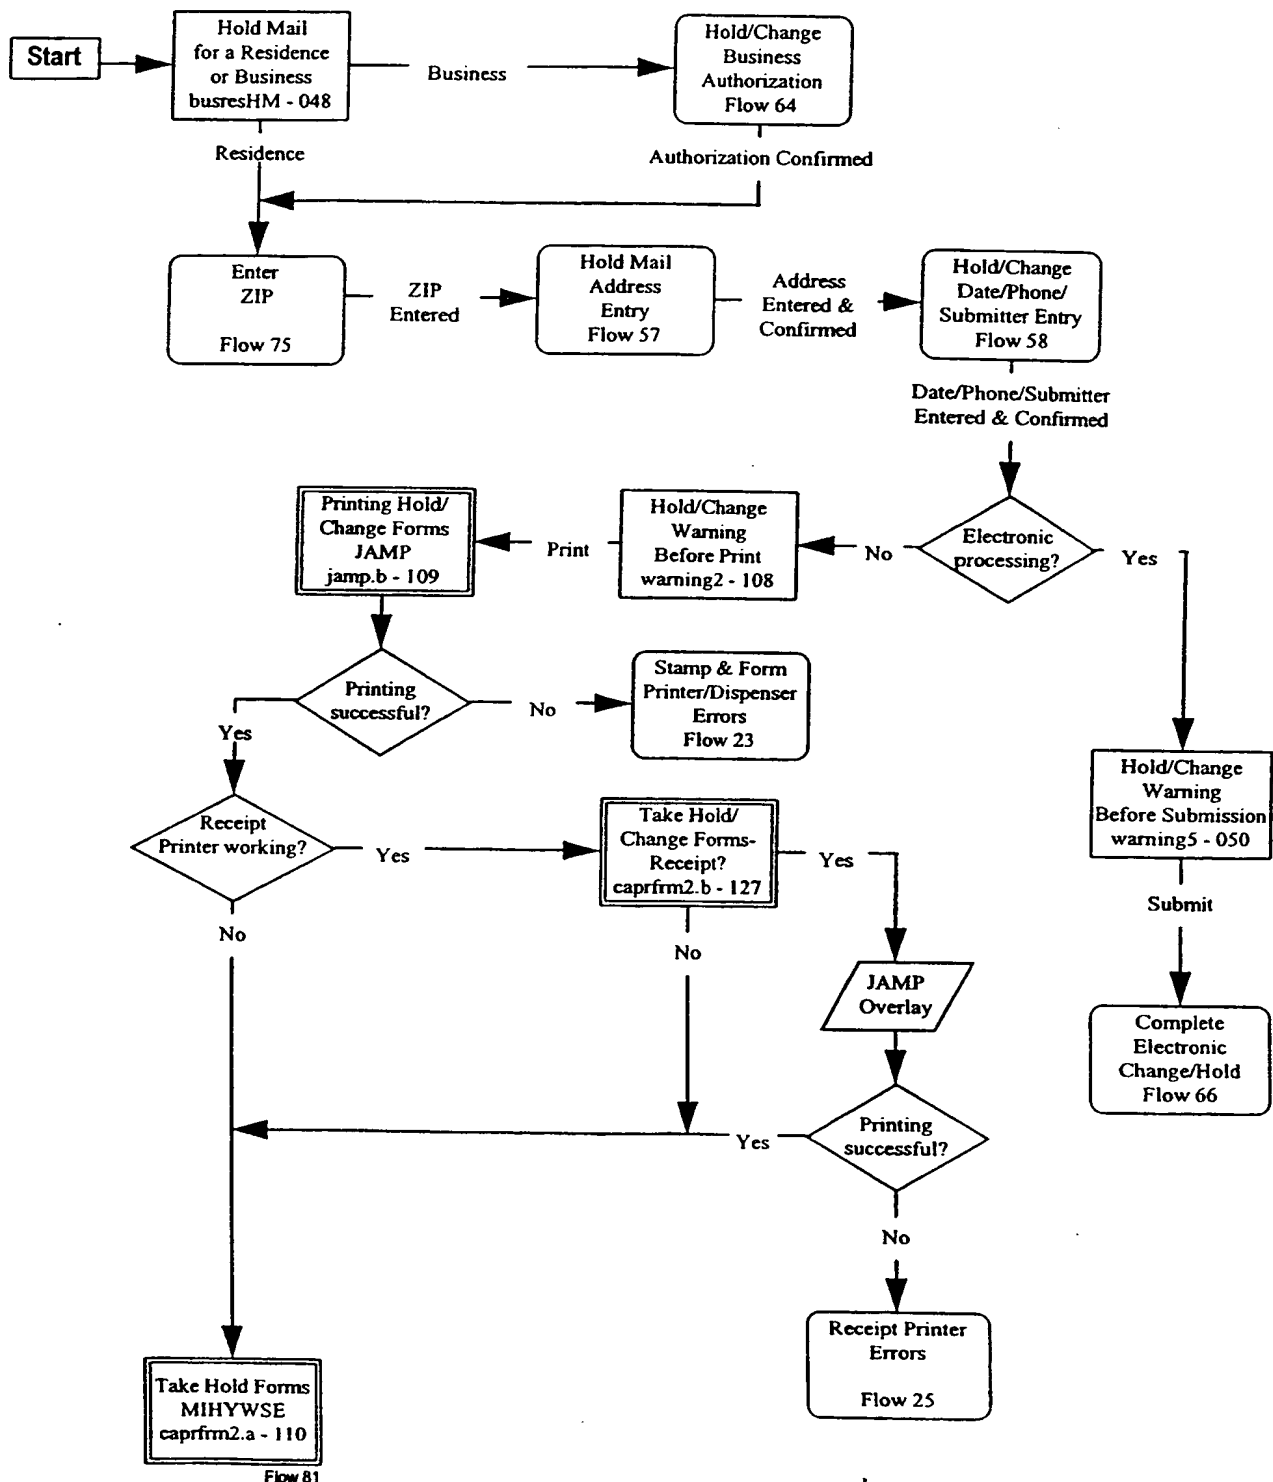 Start
Hold Mail
for a Residence
or Business
busresHM - 048
Business
Hold/Change
Business
Authorization
Flow 64
Residence
Authorization Confirmed
Enter
ZIP
Flow 75
ZIP
Entered
Hold Mail
Address
Entry
Flow 57
Address
Entered &
Confirmed
Hold/Change
Date/Phone/
Submitter Entry
Flow 58
Date/Phone/Submitter
Entered & Confirmed
Electronic
processing?
No
Yes
Hold/Change
Warning
Before Print
warning2 - 108
Print
Printing Hold/
Change Forms
JAMP
jamp.b - 109
Printing
successful?
No
Stamp & Form
Printer/Dispenser
Errors
Flow 23
Yes
Hold/Change
Warning
Before Submission
warning5 - 050
Submit
Complete
Electronic
Change/Hold
Flow 66
Receipt
Printer working?
Yes
Take Hold/
Change Forms-
Receipt?
caprfrm2.b - 127
Yes
No
No
JAMP
Overlay
Printing
successful?
Yes
No
Receipt Printer
Errors
Flow 25
Take Hold Forms
MIHYWSE
caprfrm2.a - 110
Flow 81